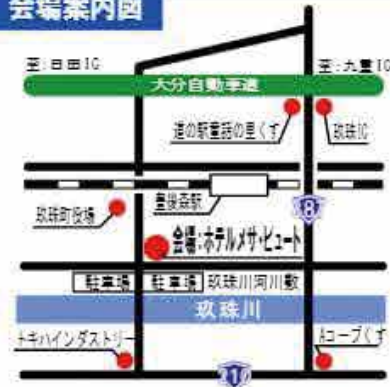 会場案内図
至:日田IC
至:九重IC
大分自動車道
道の駅童話の里くす
玖珠IC
豊後森駅
玖珠町役場
会場:ホテルメサ・ビュート
駐車場
駐車場
玖珠川河川敷
玖珠川
トキハインダストリー
Aコープくす
210